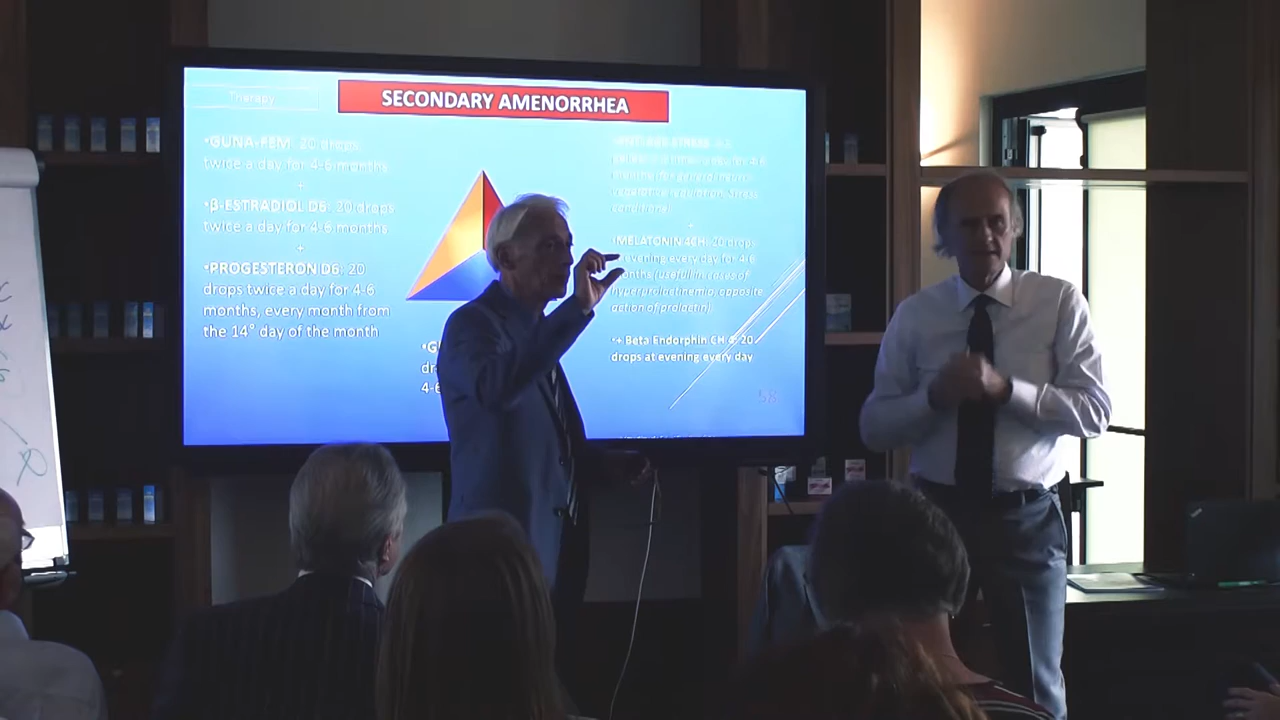 Therapy
SECONDARY AMENORRHEA
•GUNA-FEM: 20 drops
twice a day for 4-6 months.
+
•β-ESTRADIOL D6: 20 drops
twice a day for 4-6 months.
+
•PROGESTERON D6: 20
drops twice a day for 4-6
months, every month from
the 14° day of the month
4-6
+
•MELATONIN 4CH: 20 drops
evening every day for 4-6
months (useful in cases of
hyperprolactinemia, opposite
action of prolactin).
•+ Beta Endorphin CH 4: 20
drops at evening every day
58